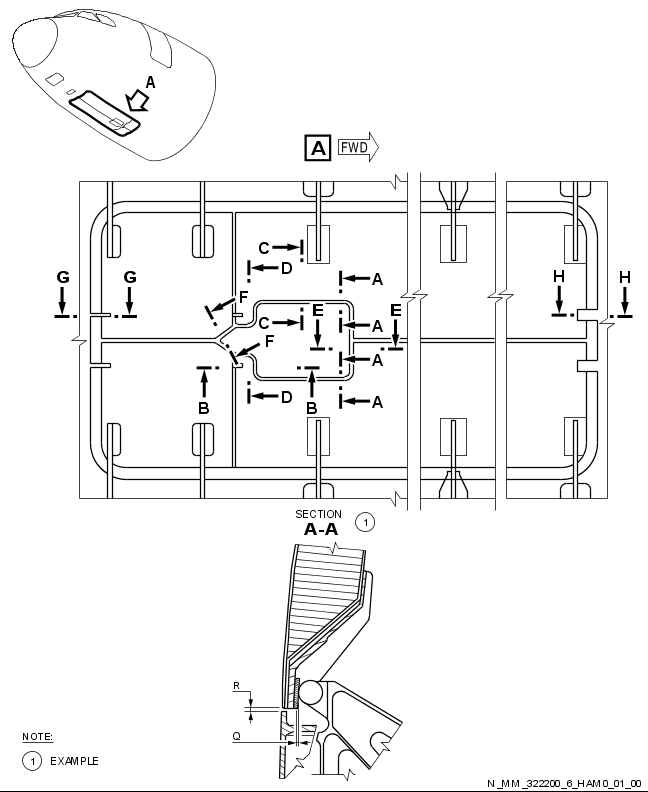 A
A FWD
C
D
A
G G F H H
E E
C A
F
A
B B
D A
SECTION
A-A 1
R
Q
NOTE:
1 EXAMPLE
N_MM_322200_6_HAM0_01_00